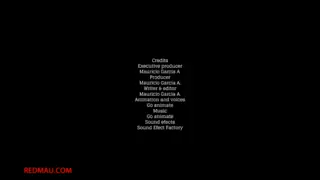 Credits
Executive producer
Mauricio Garcia A
Producer
Mauricio Garcia A.
Writer & editor
Mauricio Garcia A.
Animation and voices
Go animate
Music
Go animate
Sound efects
Sound Efect Factory
REDMAU.COM